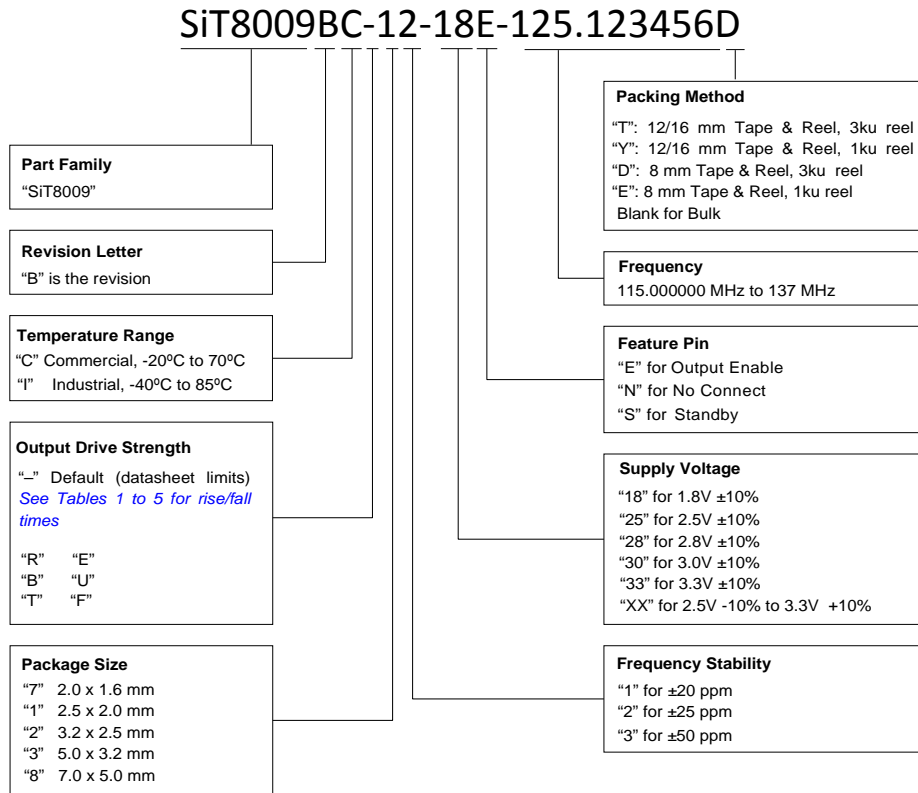 SiT8009BC-12-18E-125.123456D
Part Family
“SiT8009”
Revision Letter
“B” is the revision
Temperature Range
“C” Commercial, -20ºC to 70ºC
“I” Industrial, -40ºC to 85ºC
Output Drive Strength
“–” Default (datasheet limits)
See Tables 1 to 5 for rise/fall
times
“R” “E”
“B” “U”
“T” “F”
Package Size
“7” 2.0 x 1.6 mm
“1” 2.5 x 2.0 mm
“2” 3.2 x 2.5 mm
“3” 5.0 x 3.2 mm
“8” 7.0 x 5.0 mm
Packing Method
“T”: 12/16 mm Tape & Reel, 3ku reel
“Y”: 12/16 mm Tape & Reel, 1ku reel
“D”: 8 mm Tape & Reel, 3ku reel
“E”: 8 mm Tape & Reel, 1ku reel
Blank for Bulk
Frequency
115.000000 MHz to 137 MHz
Feature Pin
“E” for Output Enable
“N” for No Connect
“S” for Standby
Supply Voltage
“18” for 1.8V ±10%
“25” for 2.5V ±10%
“28” for 2.8V ±10%
“30” for 3.0V ±10%
“33” for 3.3V ±10%
“XX” for 2.5V -10% to 3.3V +10%
Frequency Stability
“1” for ±20 ppm
“2” for ±25 ppm
“3” for ±50 ppm